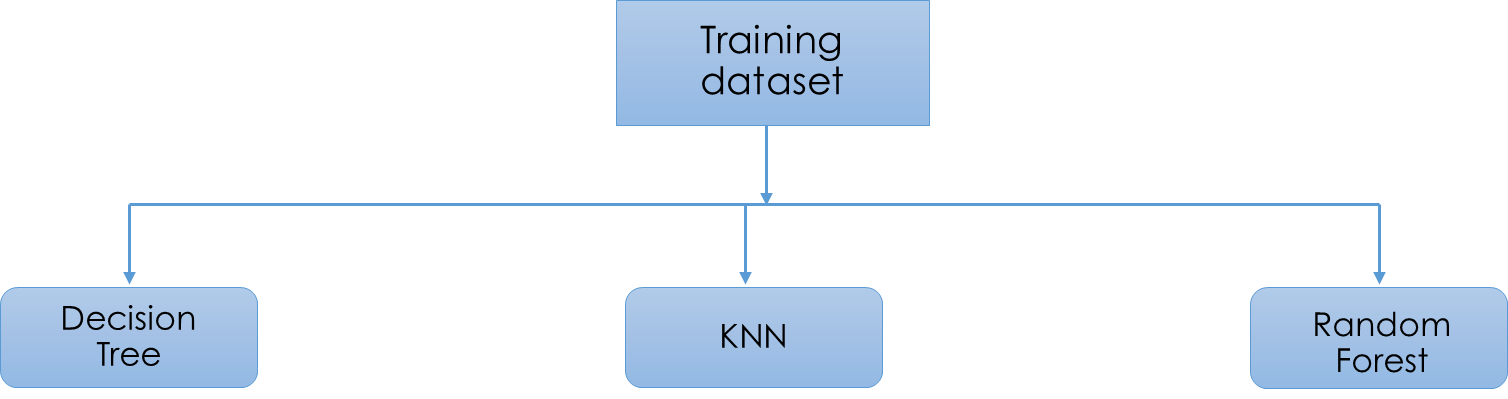 Training
dataset
Decision
Tree
KNN
Random
Forest